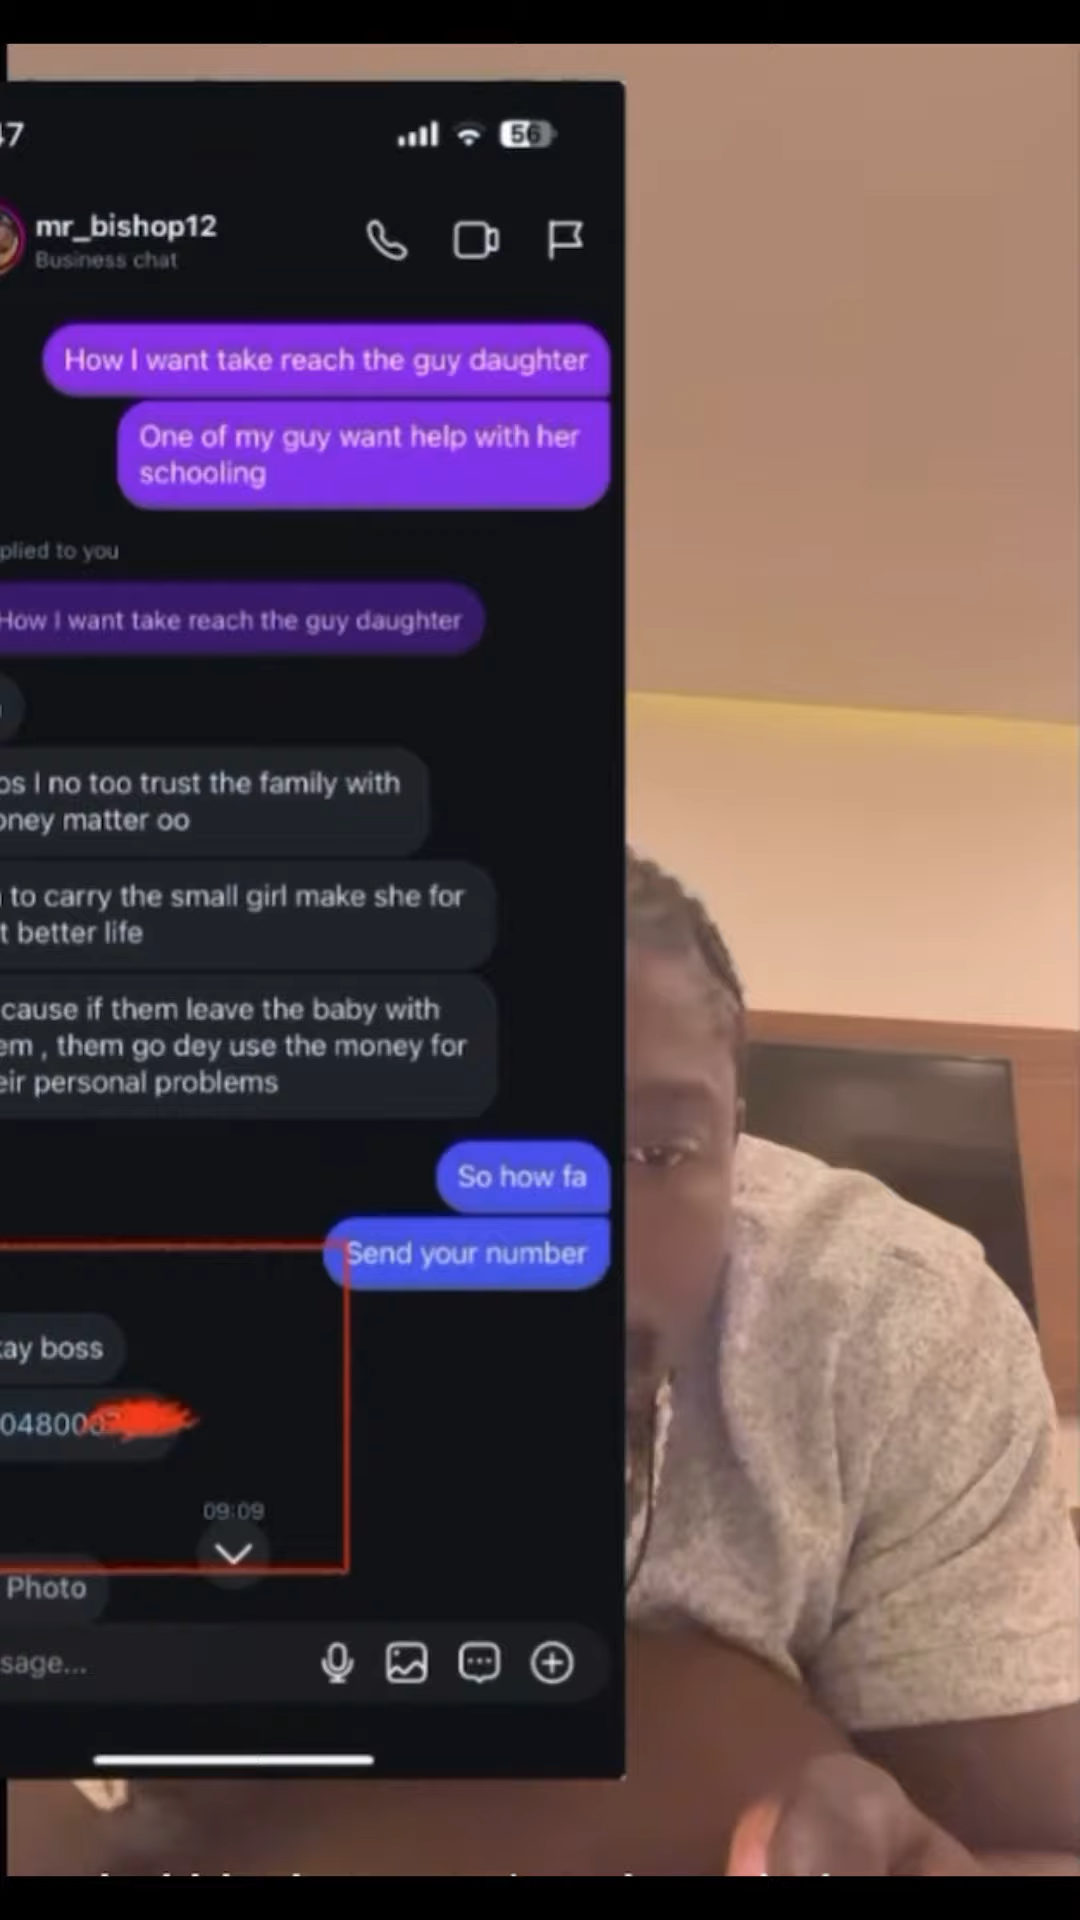 47
56
mr_bishop12
Business chat
How I want take reach the guy daughter
One of my guy want help with her
schooling
plied to you
How I want take reach the guy daughter
os I no too trust the family with
oney matter oo
to carry the small girl make she for
t better life
cause if them leave the baby with
em , them go dey use the money for
eir personal problems
So how fa
Send your number
kay boss
04800
09:09
Photo
sage...